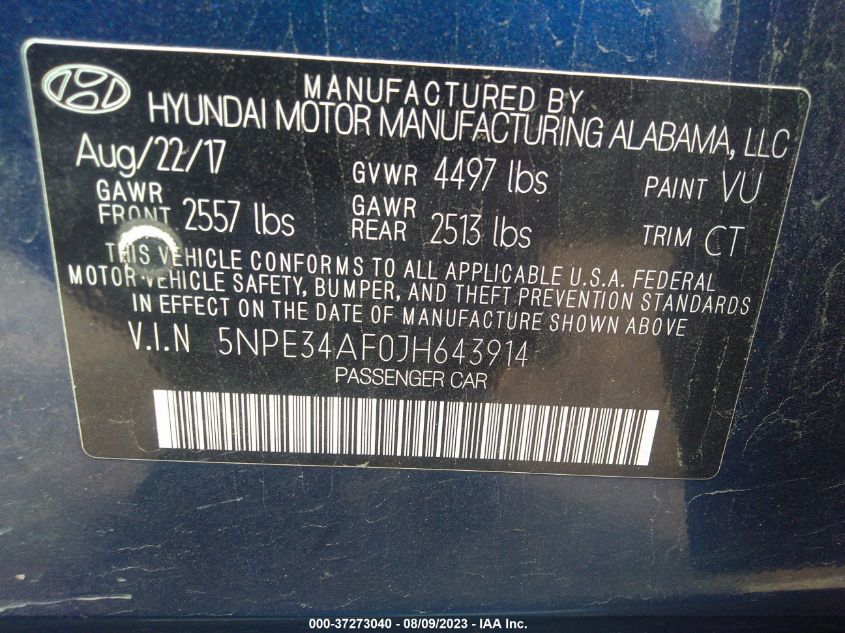 MANUFACTURED BY
HYUNDAI MOTOR MANUFACTURING ALABAMA, LLC
Aug/22/17 GVWR 4497 lbs PAINT VU
GAWR FRONT 2557 lbs GAWR REAR 2513 lbs TRIM CT
THIS VEHICLE CONFORMS TO ALL APPLICABLE U.S.A. FEDERAL
MOTOR VEHICLE SAFETY, BUMPER, AND THEFT PREVENTION STANDARDS
IN EFFECT ON THE DATE OF MANUFACTURE SHOWN ABOVE
V.I.N 5NPE34AF0JH643914
PASSENGER CAR
000-37273040 - 08/09/2023 - IAA Inc.